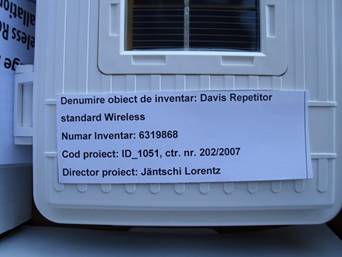 Denumire obiect de inventar: Davis Repetitor
standard Wireless
Numar Inventar: 6319868
Cod proiect: ID_1051, ctr. nr. 202/2007
Director proiect: Jäntschi Lorentz